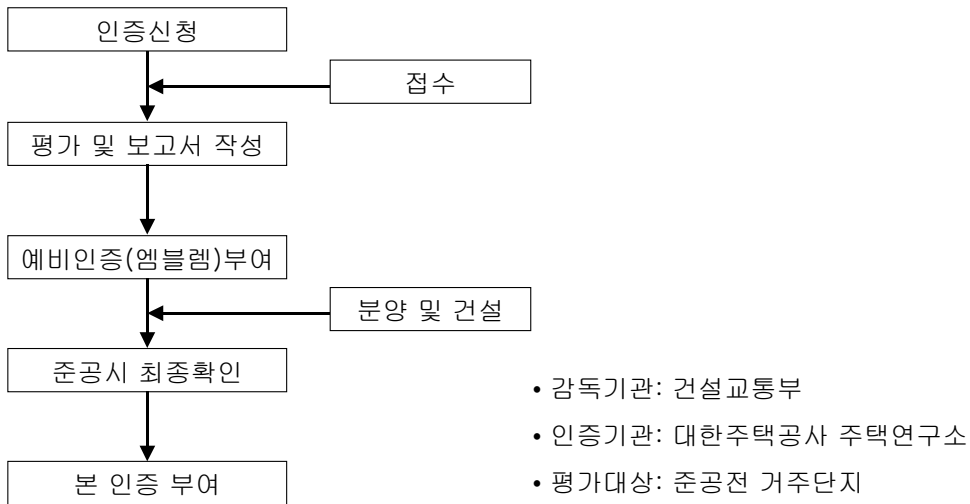 인증신청
접수
평가 및 보고서 작성
예비인증(엠블렘)부여
분양 및 건설
준공시 최종확인
본 인증 부여
• 감독기관: 건설교통부
• 인증기관: 대한주택공사 주택연구소
• 평가대상: 준공전 거주단지